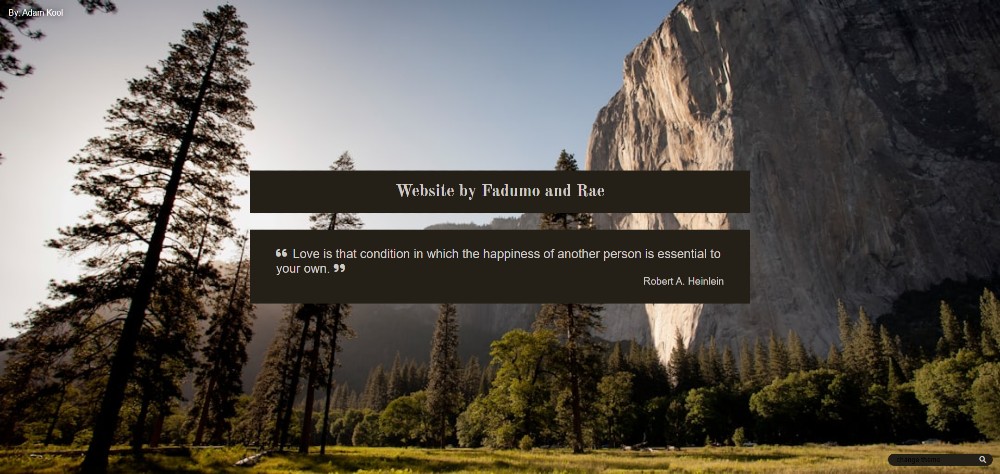 By: Adam Kool
Website by Fadumo and Rae
❝ Love is that condition in which the happiness of another person is essential to
your own. ❞
Robert A. Heinlein